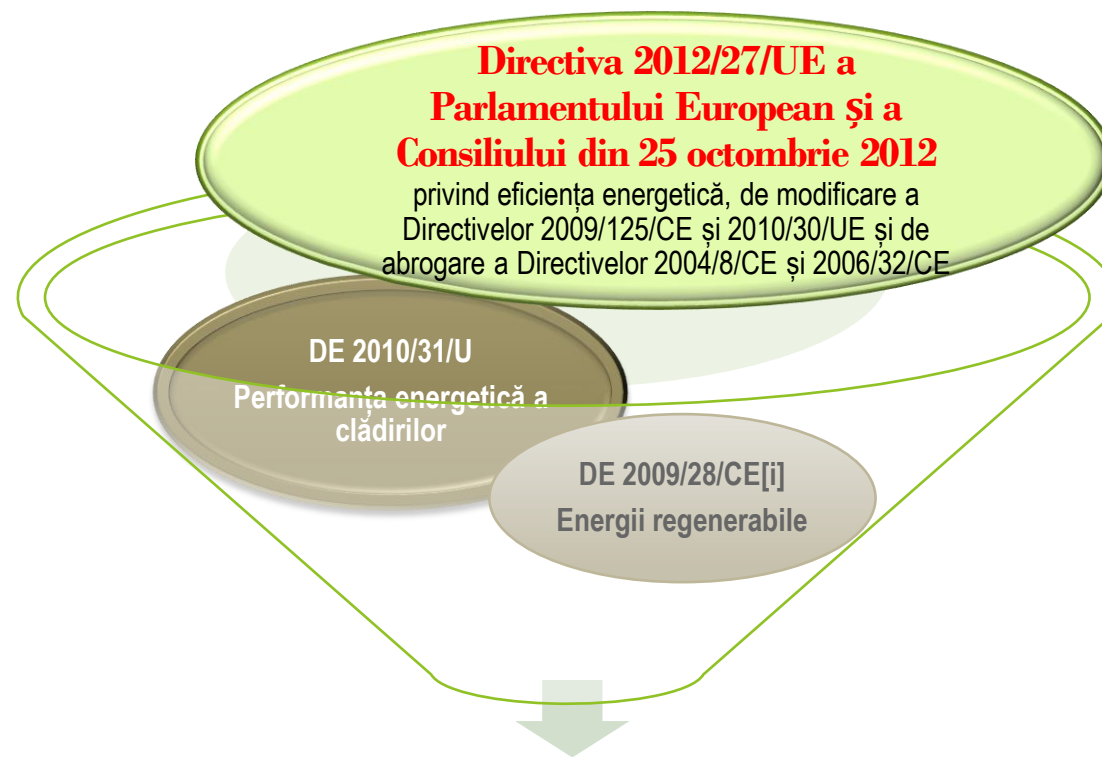 Directiva 2012/27/UE a
Parlamentului European și a
Consiliului din 25 octombrie 2012
privind eficiența energetică, de modificare a
Directivelor 2009/125/CE și 2010/30/UE și de
abrogare a Directivelor 2004/8/CE și 2006/32/CE
DE 2010/31/U
Performanța energetică a
clădirilor
DE 2009/28/CE[i]
Energii regenerabile